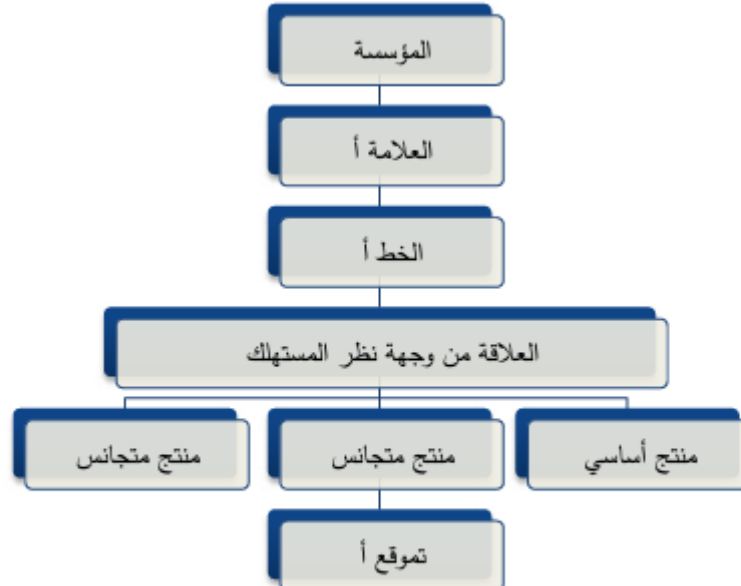 المؤسسة
العلامة أ
الخط أ
العلاقة من وجهة نظر المستهلك
منتج أساسي
منتج متجانس
منتج متجانس
تموقع أ